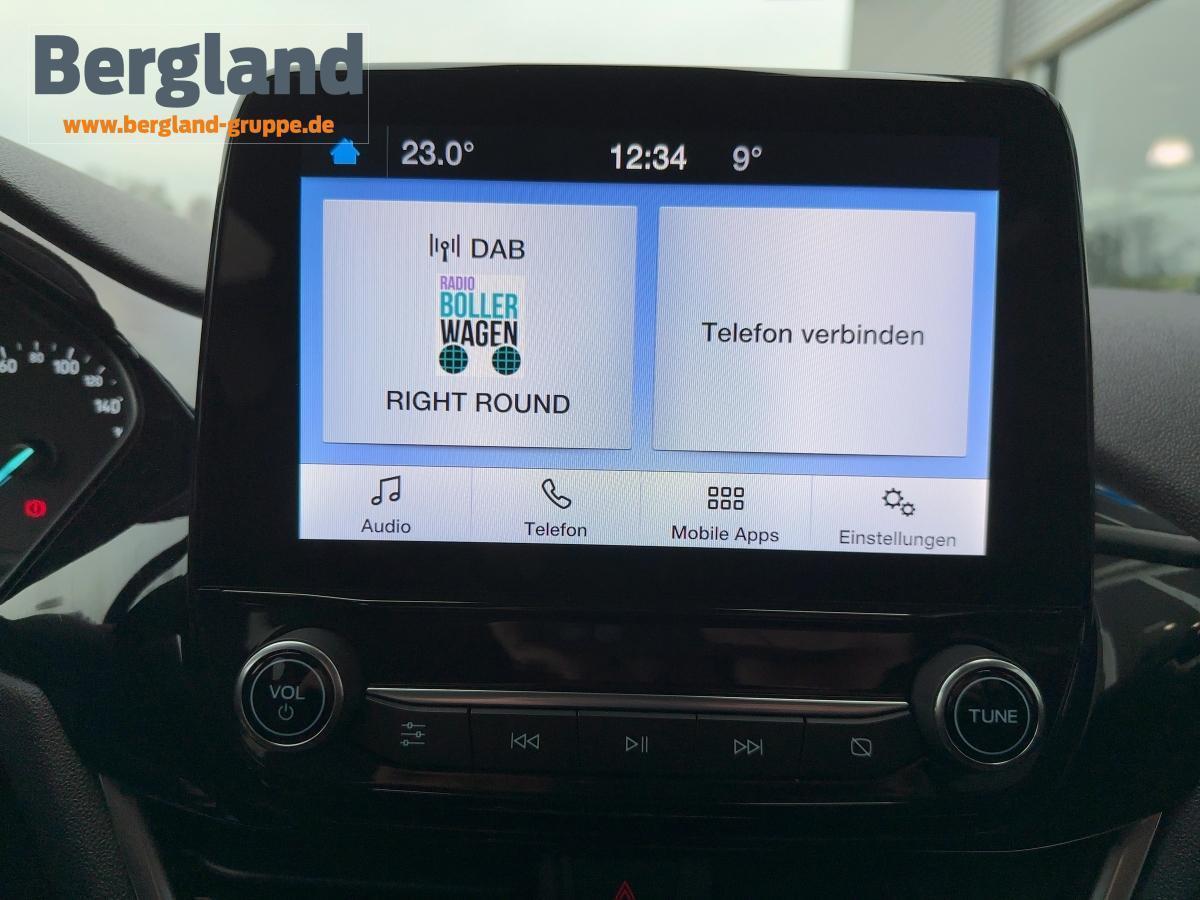 Bergland
www.bergland-gruppe.de
23.0° 12:34 9°
DAB
RADIO
BOLLER
WAGEN
RIGHT ROUND
Telefon verbinden
Audio Telefon Mobile Apps Einstellungen
60 80 100 120 140
VOL
TUNE